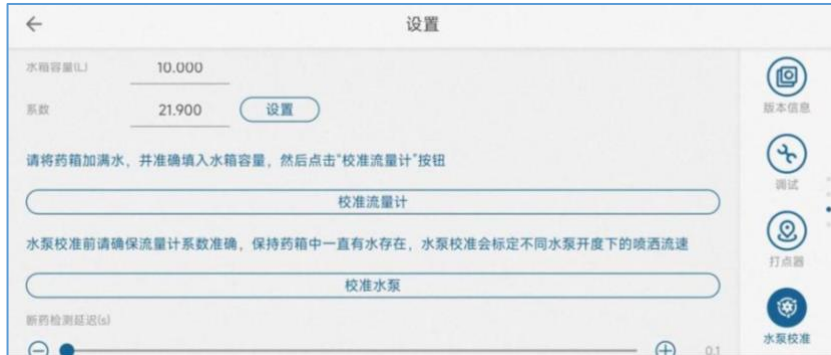 设置
水箱容量(L)
10.000
版本信息
系数
21.900
设置
请将药箱加满水，并准确填入水箱容量，然后点击"校准流量计"按钮
调试
校准流量计
水泵校准前请确保流量计系数准确，保持药箱中一直有水存在，水泵校准会标定不同水泵开度下的喷洒流速
打点器
校准水泵
断药检测延迟(s)
水泵校准
0.1